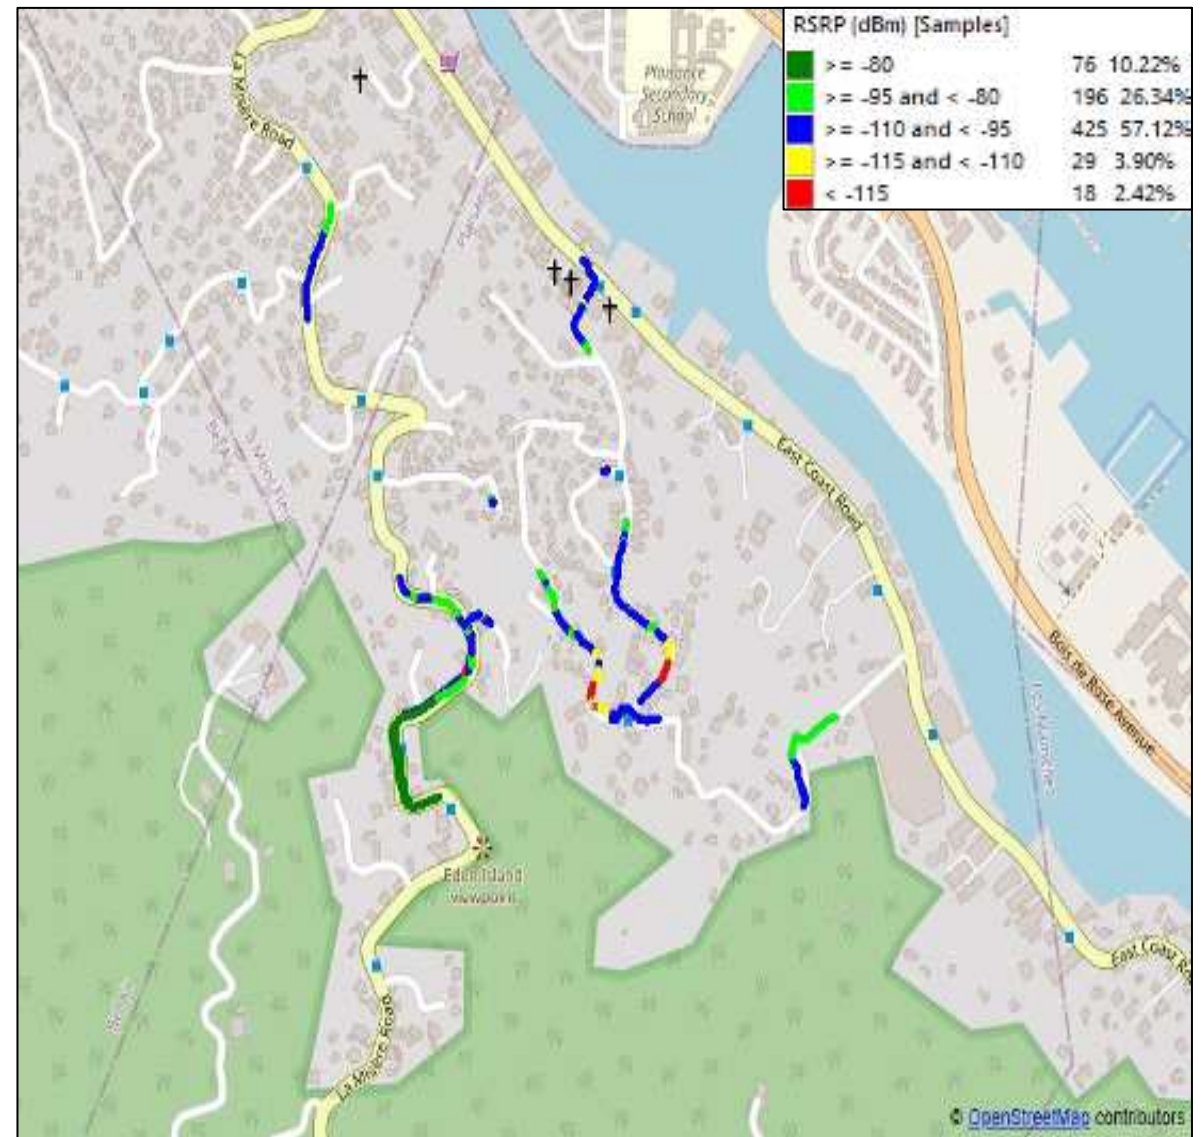 RSRP (dBm) [Samples]
>= -80 76 10.22%
>= -95 and < -80 196 26.34%
>= -110 and < -95 425 57.12%
>= -115 and < -110 29 3.90%
< -115 18 2.42%
Plaisance
Secondary
School
La Misère Road
East Coast Road
Bois de Rose Avenue
Eden Island
viewpoint
East Coast Ro
La Misère Road
© OpenStreetMap contributors